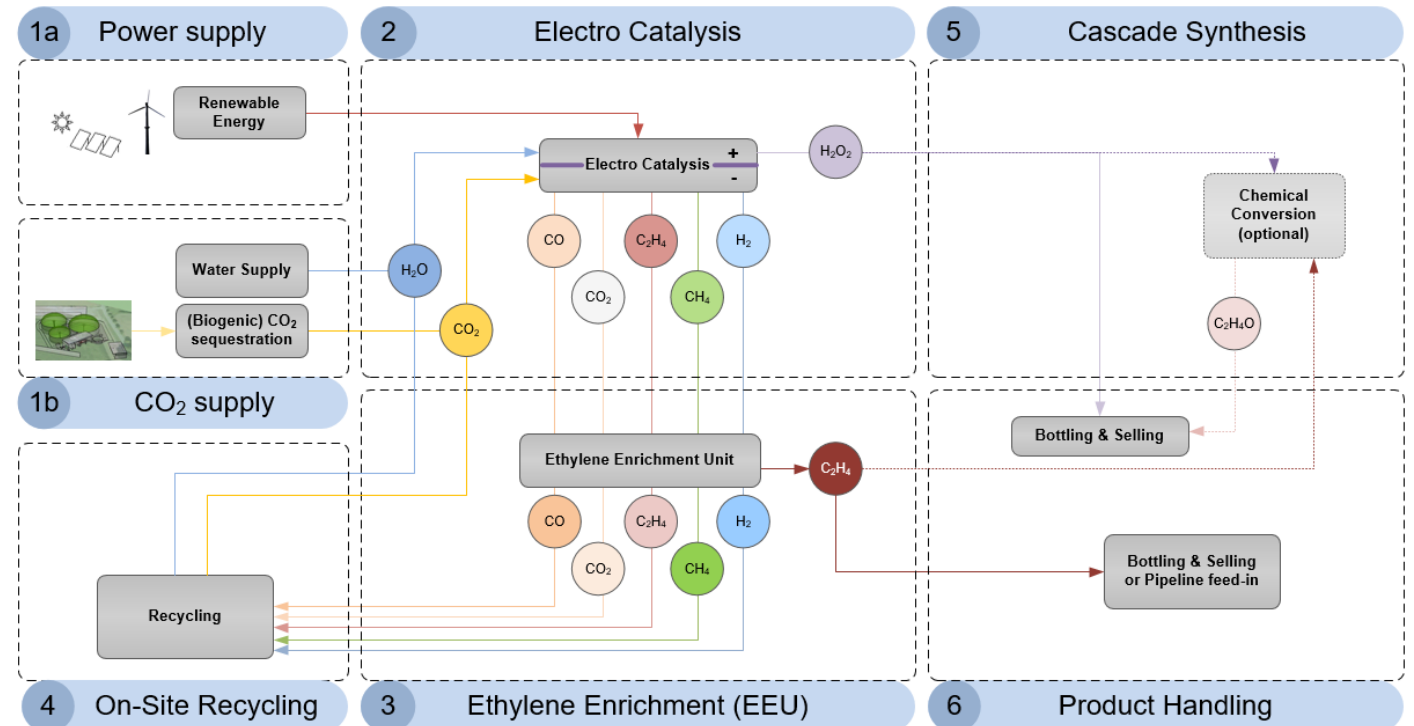 1a Power supply
2 Electro Catalysis
5 Cascade Synthesis
Renewable
Energy
Electro Catalysis
+
-
H₂O₂
Chemical
Conversion
(optional)
CO
C₂H₄
H₂
Water Supply
H₂O
CO₂
CH₄
(Biogenic) CO₂
sequestration
CO₂
C₂H₄O
1b CO₂ supply
Bottling & Selling
Ethylene Enrichment Unit
C₂H₄
CO
C₂H₄
H₂
CO₂
CH₄
Bottling & Selling
or Pipeline feed-in
Recycling
4 On-Site Recycling
3 Ethylene Enrichment (EEU)
6 Product Handling